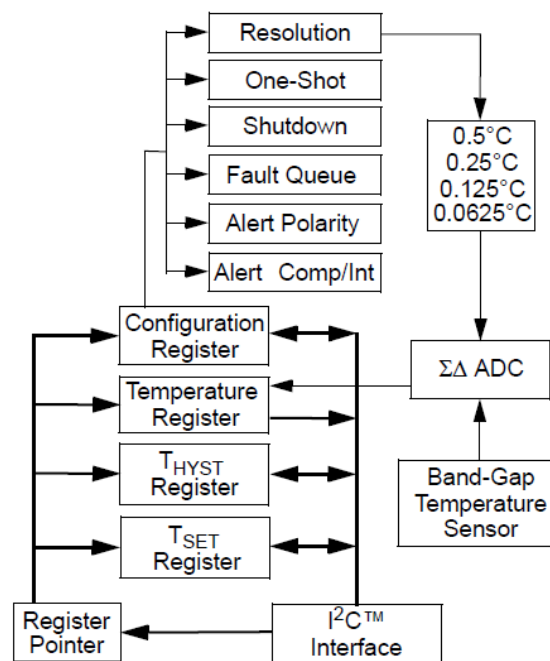 Resolution
One-Shot
Shutdown
Fault Queue
Alert Polarity
Alert Comp/Int
0.5°C
0.25°C
0.125°C
0.0625°C
Configuration
Register
Temperature
Register
THYST
Register
TSET
Register
Register
Pointer
I²C™
Interface
ΣΔ ADC
Band-Gap
Temperature
Sensor